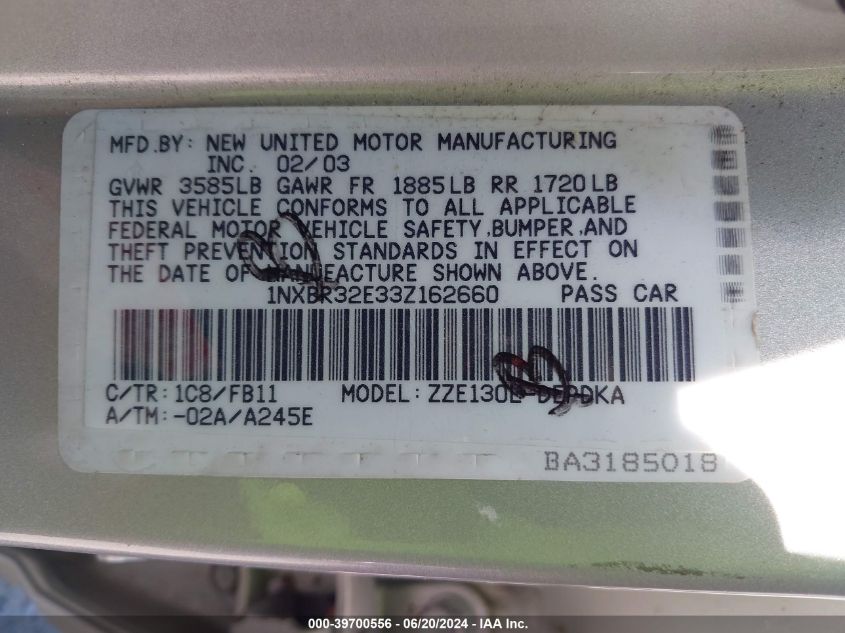 MFD.BY: NEW UNITED MOTOR MANUFACTURING
INC. 02/03
GVWR 3585LB GAWR FR 1885LB RR 1720LB
THIS VEHICLE CONFORMS TO ALL APPLICABLE
FEDERAL MOTOR VEHICLE SAFETY,BUMPER,AND
THEFT PREVENTION STANDARDS IN EFFECT ON
THE DATE OF MANUFACTURE SHOWN ABOVE.
1NXBR32E33Z162660 PASS CAR
C/TR: 1C8/FB11 MODEL: ZZE130L-DEPDKA
A/TM:-02A/A245E
BA3185018
000-39700556 | 06/20/2024 | IAA Inc.